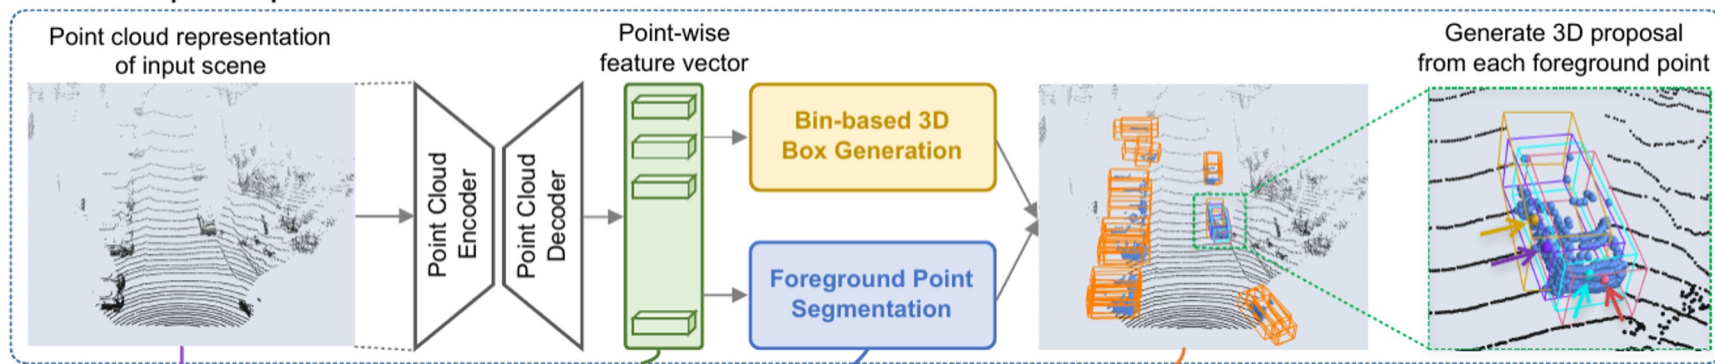 Point cloud representation
of input scene
Point Cloud
Encoder
Point Cloud
Decoder
Point-wise
feature vector
Bin-based 3D
Box Generation
Foreground Point
Segmentation
Generate 3D proposal
from each foreground point